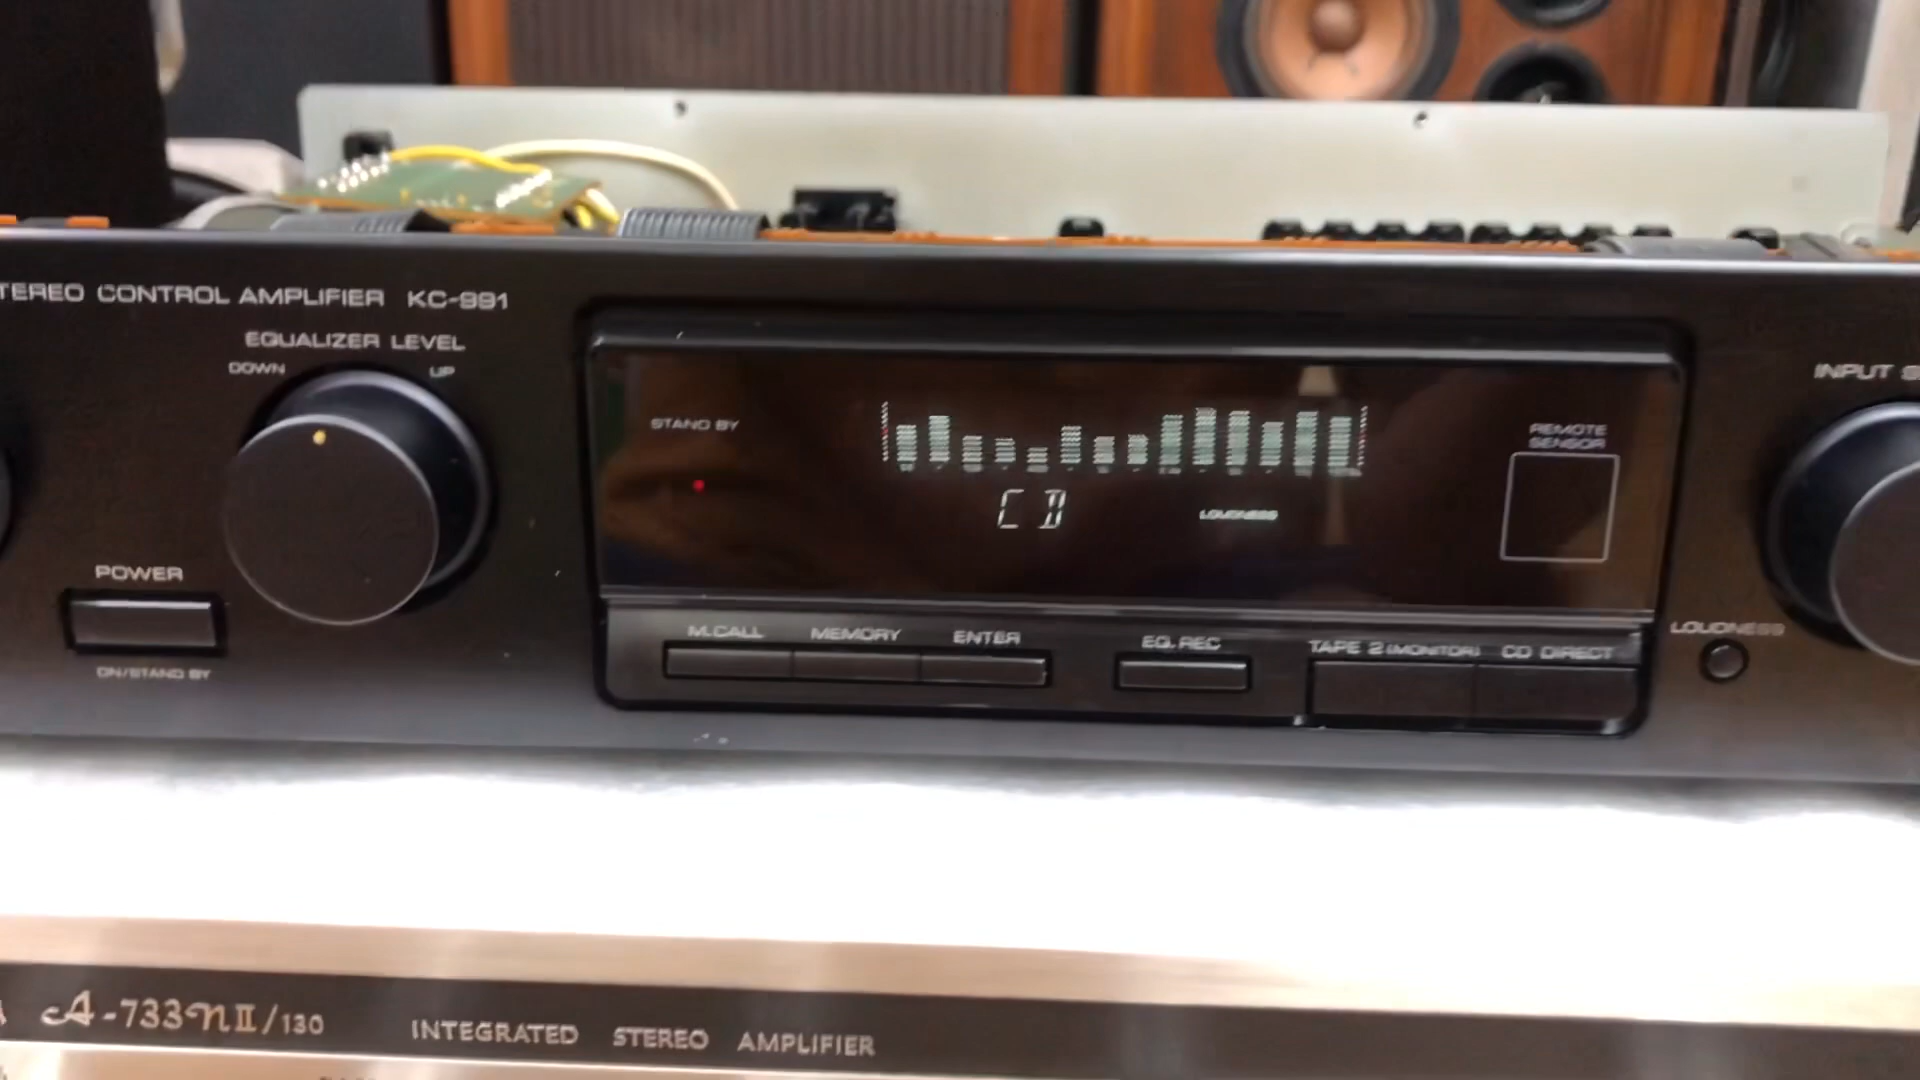 TEREO CONTROL AMPLIFIER KC-991
EQUALIZER LEVEL
DOWN UP
INPUT S
STAND BY
REMOTE
SENSOR
CD
LOUDNESS
POWER
ON/STAND BY
M.CALL MEMORY ENTER EQ. REC TAPE 2 (MONITOR) CD DIRECT
LOUDNESS
A-733NII/130 INTEGRATED STEREO AMPLIFIER